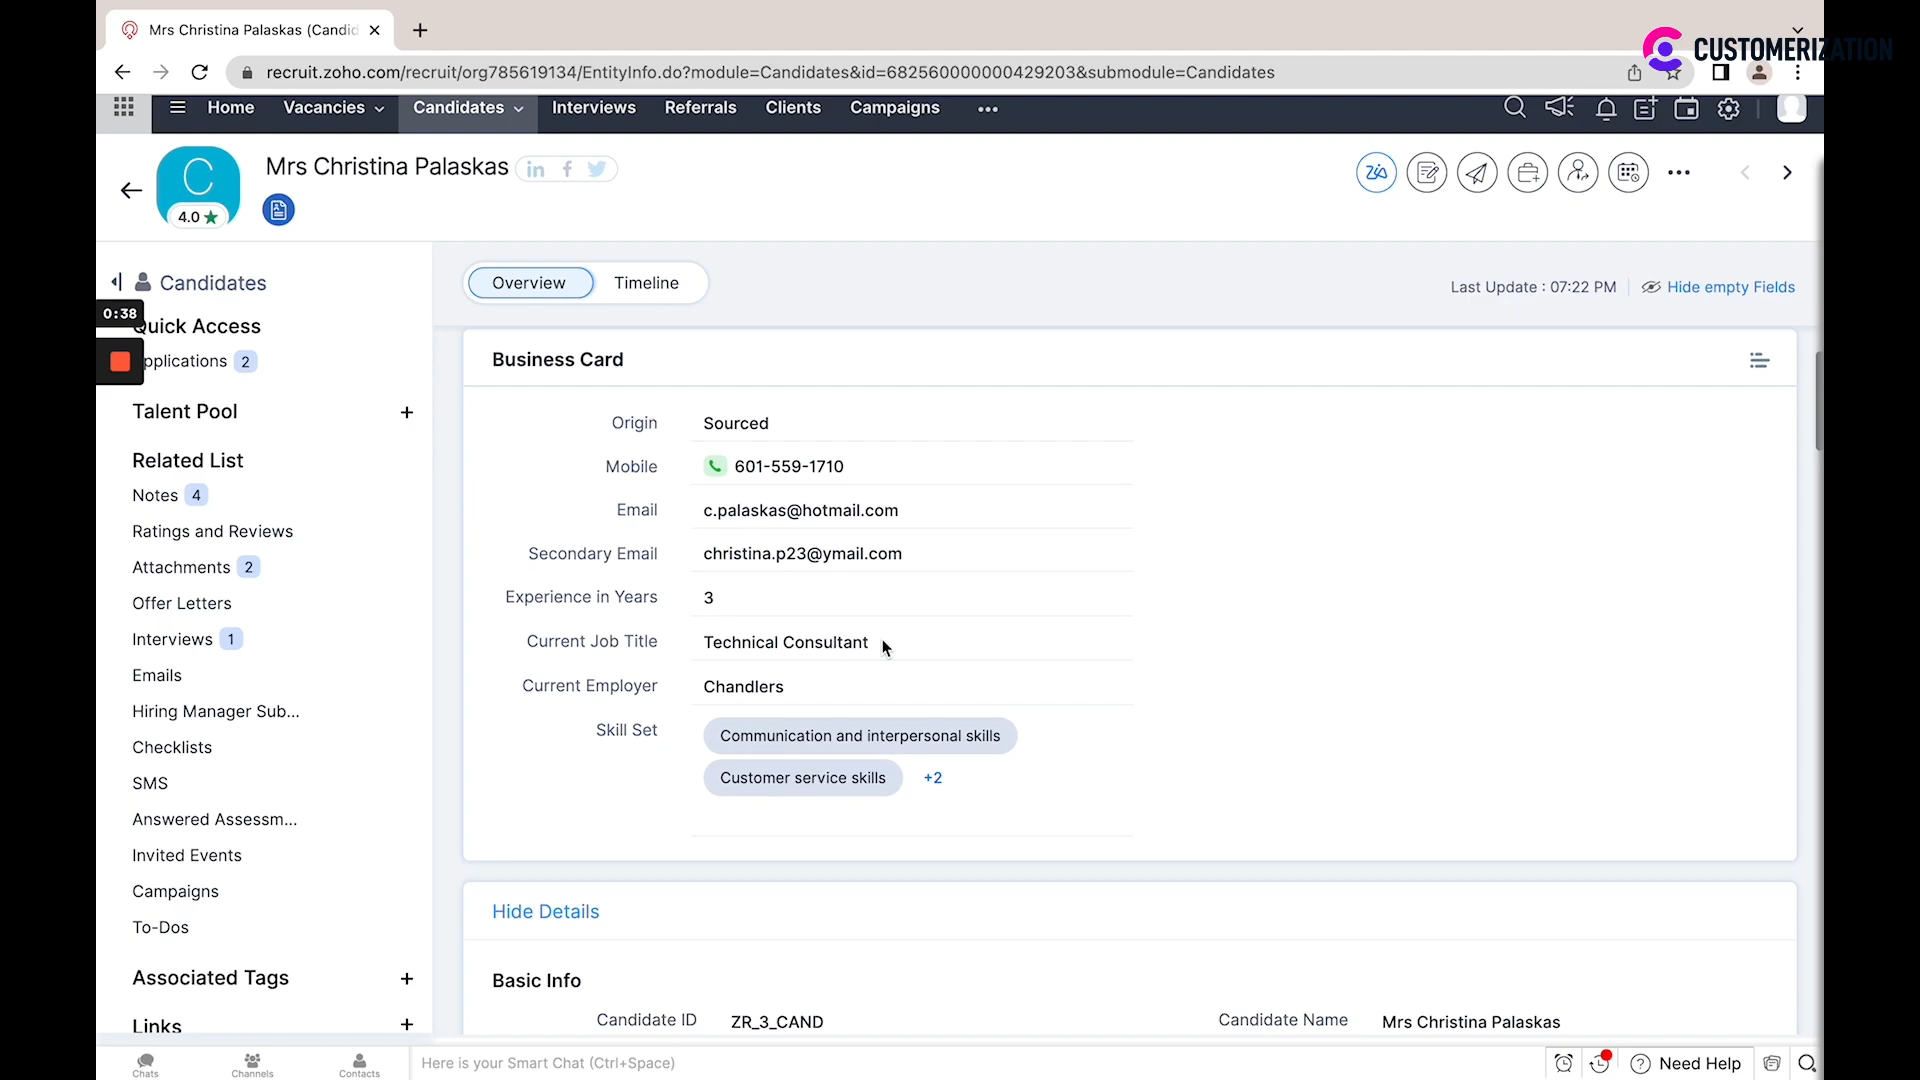 Mrs Christina Palaskas (Candid
CUSTOMERIZATION
recruit.zoho.com/recruit/org785619134/EntityInfo.do?module=Candidates&id=682560000000429203&submodule=Candidates
Home Vacancies Candidates Interviews Referrals Clients Campaigns
C
4.0
Mrs Christina Palaskas
Candidates
0:38
Quick Access
pplications 2
Talent Pool
Related List
Notes 4
Ratings and Reviews
Attachments 2
Offer Letters
Interviews 1
Emails
Hiring Manager Sub...
Checklists
SMS
Answered Assessm...
Invited Events
Campaigns
To-Dos
Associated Tags
Links
Overview Timeline
Last Update : 07:22 PM Hide empty Fields
Business Card
Origin Sourced
Mobile 601-559-1710
Email c.palaskas@hotmail.com
Secondary Email christina.p23@ymail.com
Experience in Years 3
Current Job Title Technical Consultant
Current Employer Chandlers
Skill Set Communication and interpersonal skills
Customer service skills +2
Hide Details
Basic Info
Candidate ID ZR_3_CAND Candidate Name Mrs Christina Palaskas
Chats Channels Contacts Here is your Smart Chat (Ctrl+Space) Need Help